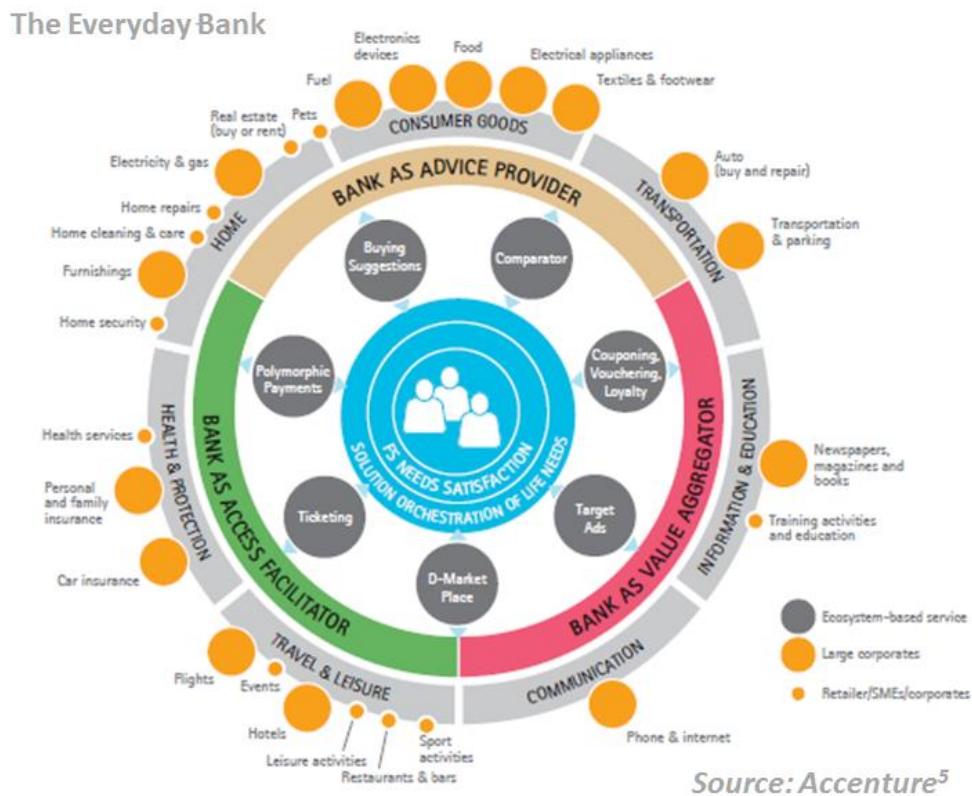 The Everyday Bank
Electronics
devices
Food
Electrical appliances
Fuel
Textiles & footwear
Real estate
(buy or rent)
Pets
CONSUMER GOODS
Electricity & gas
Auto
(buy and repair)
BANK AS ADVICE PROVIDER
TRANSPORTATION
Home repairs
HOME
Home cleaning & care
Transportation
& parking
Buying
Suggestions
Comparator
Furnishings
Home security
Polymorphic
Payments
Couponing,
Vouchering,
Loyalty
HEALTH & PROTECTION
BANK AS ACCESS FACILITATOR
FS NEEDS SATISFACTION
SOLUTION ORCHESTRATION OF LIFE NEEDS
BANK AS VALUE AGGREGATOR
INFORMATION & EDUCATION
Health services
Newspapers,
magazines and
books
Personal
and family
insurance
Ticketing
Target
Ads
Training activities
and education
Car insurance
D-Market
Place
Ecosystem-based service
TRAVEL & LEISURE
COMMUNICATION
Large corporates
Flights
Events
Retailer/SMEs/corporates
Hotels
Leisure activities
Restaurants & bars
Sport
activities
Phone & internet
Source: Accenture⁵